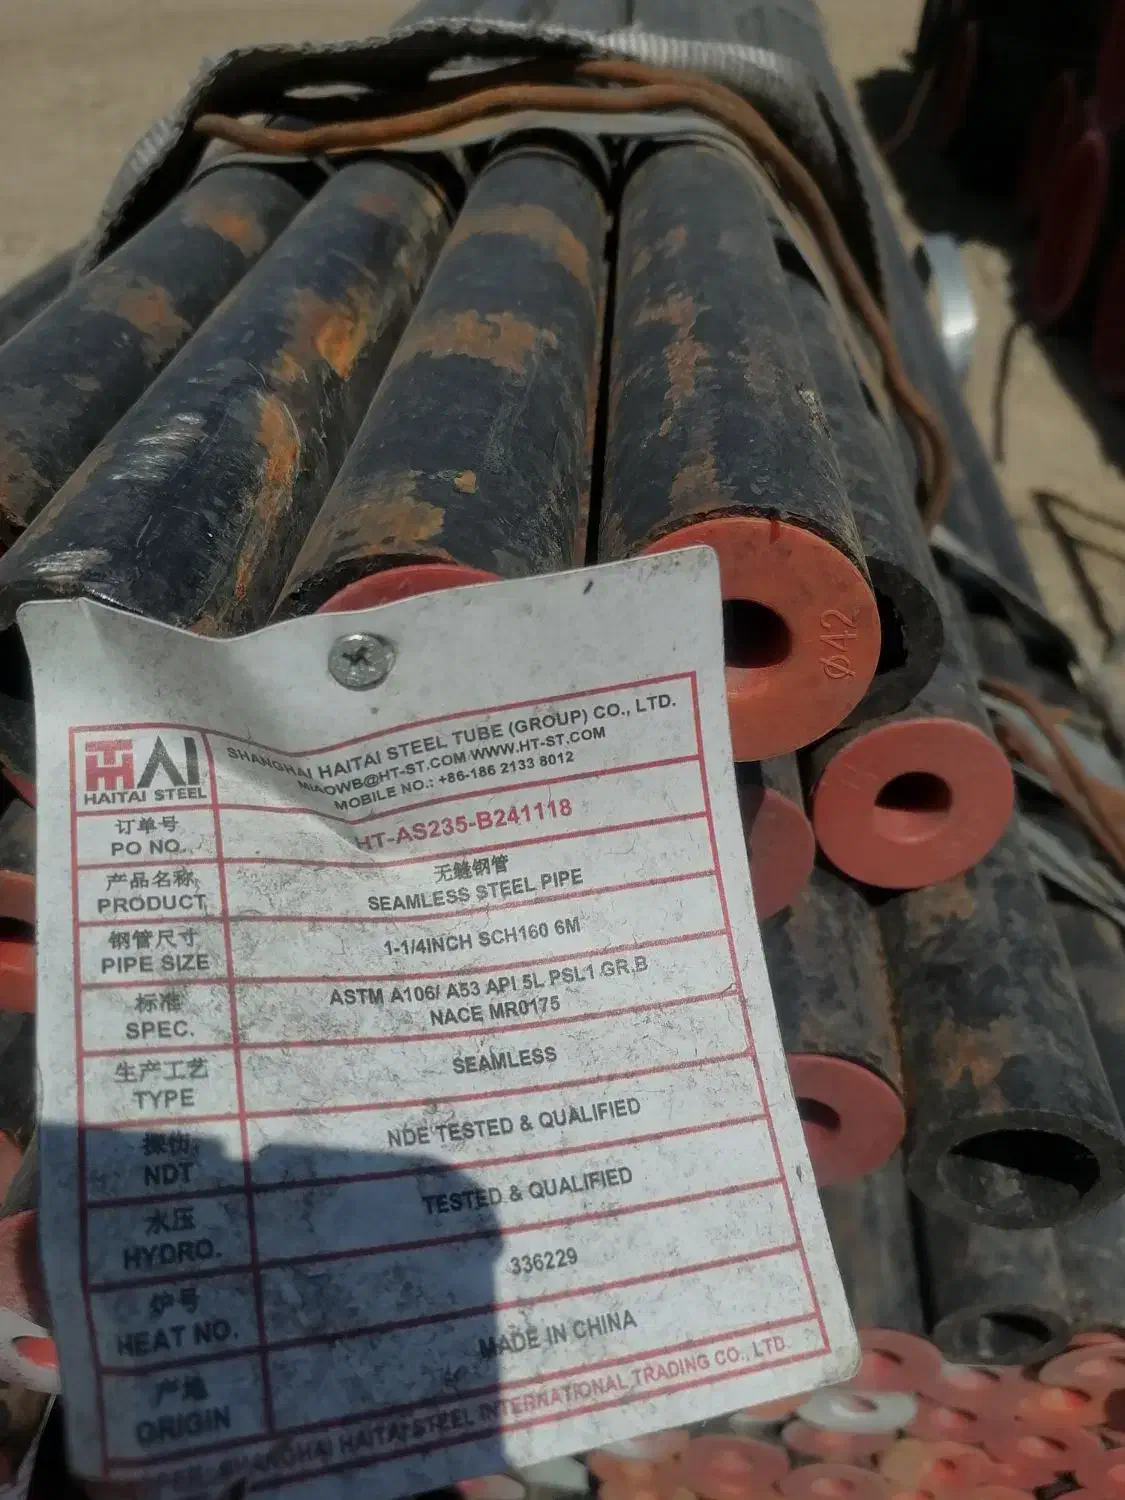 Ø42
HAI
HAITAI STEEL
SHANGHAI HAITAI STEEL TUBE (GROUP) CO., LTD.
MIAOWB@HT-ST.COM WWW.HT-ST.COM
MOBILE NO.: +86-186 2133 8012
订单号
PO NO.
HT-AS235-B241118
产品名称
PRODUCT
无缝钢管
SEAMLESS STEEL PIPE
钢管尺寸
PIPE SIZE
1-1/4INCH SCH160 6M
标准
SPEC.
ASTM A106/ A53 API 5L PSL1 GR.B
NACE MR0175
生产工艺
TYPE
SEAMLESS
探伤
NDT
NDE TESTED & QUALIFIED
水压
HYDRO.
TESTED & QUALIFIED
炉号
HEAT NO.
336229
产地
ORIGIN
MADE IN CHINA
SHANGHAI HAITAI STEEL INTERNATIONAL TRADING CO., LTD.